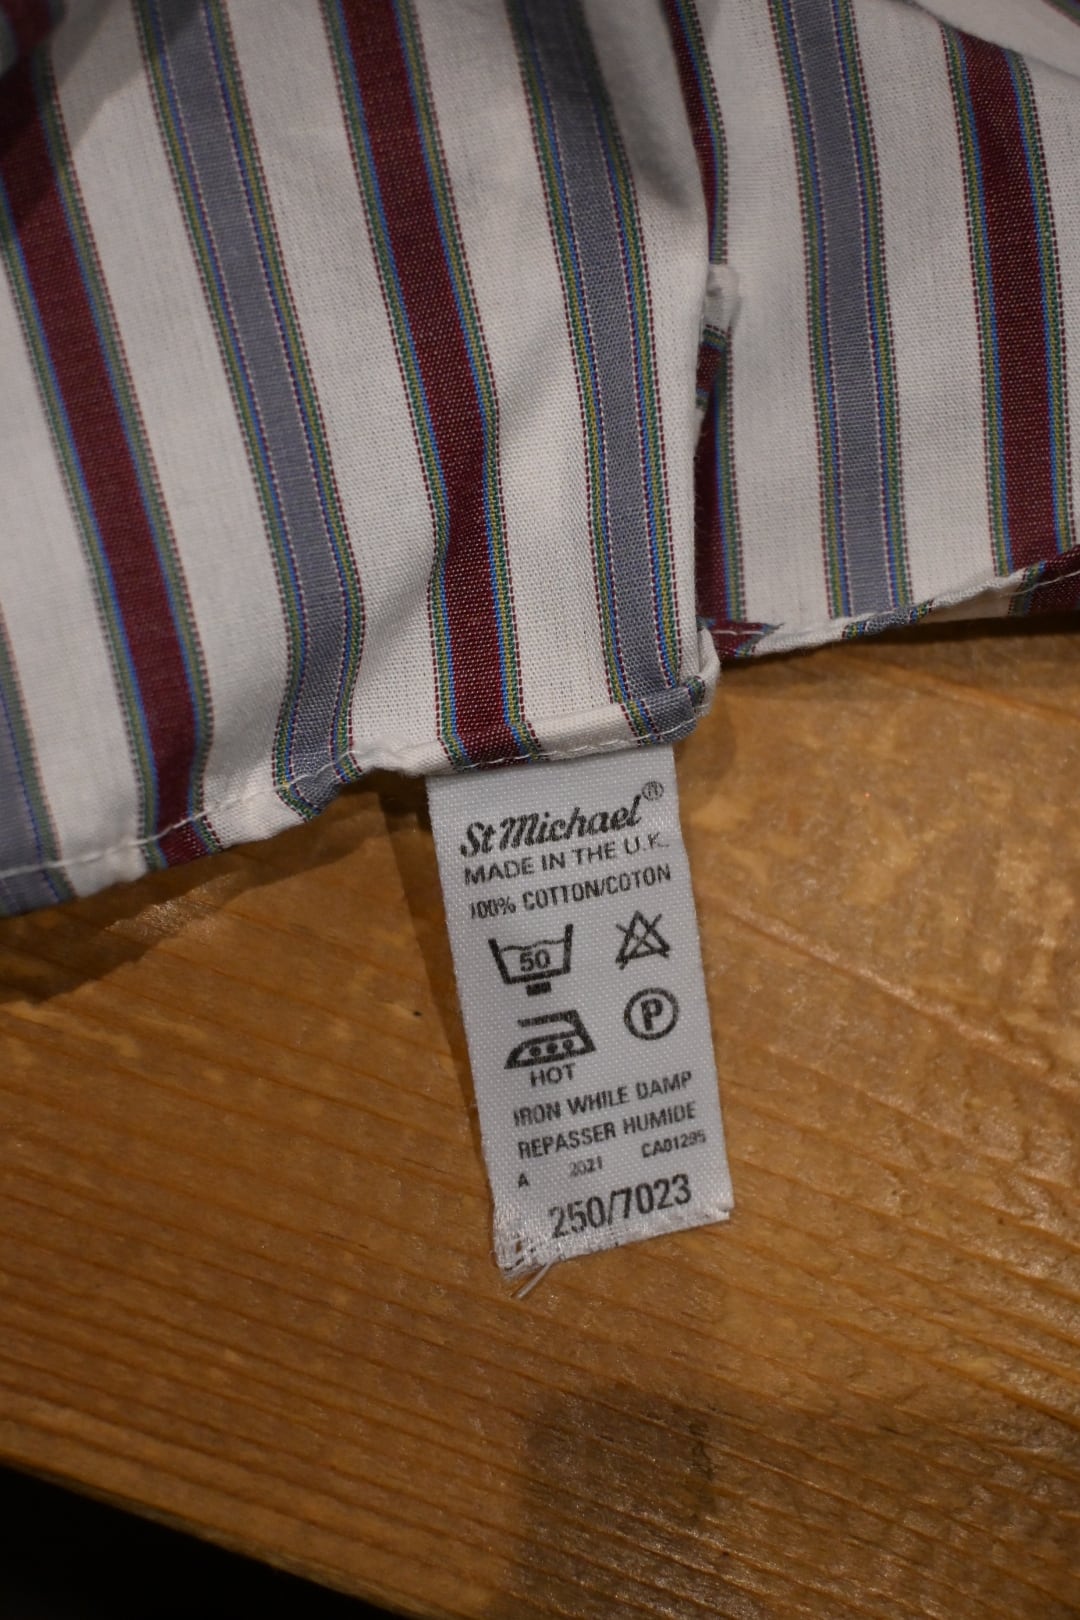 St Michael®
MADE IN THE U.K.
100% COTTON/COTON
50
P
HOT
IRON WHILE DAMP
REPASSER HUMIDE
A 2021 CA01295
250/7023